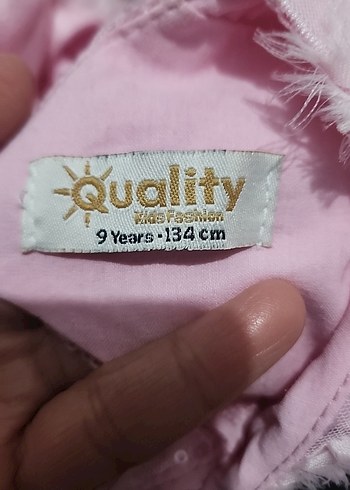 Quality
Kids Fashion
9 Years · 134 cm